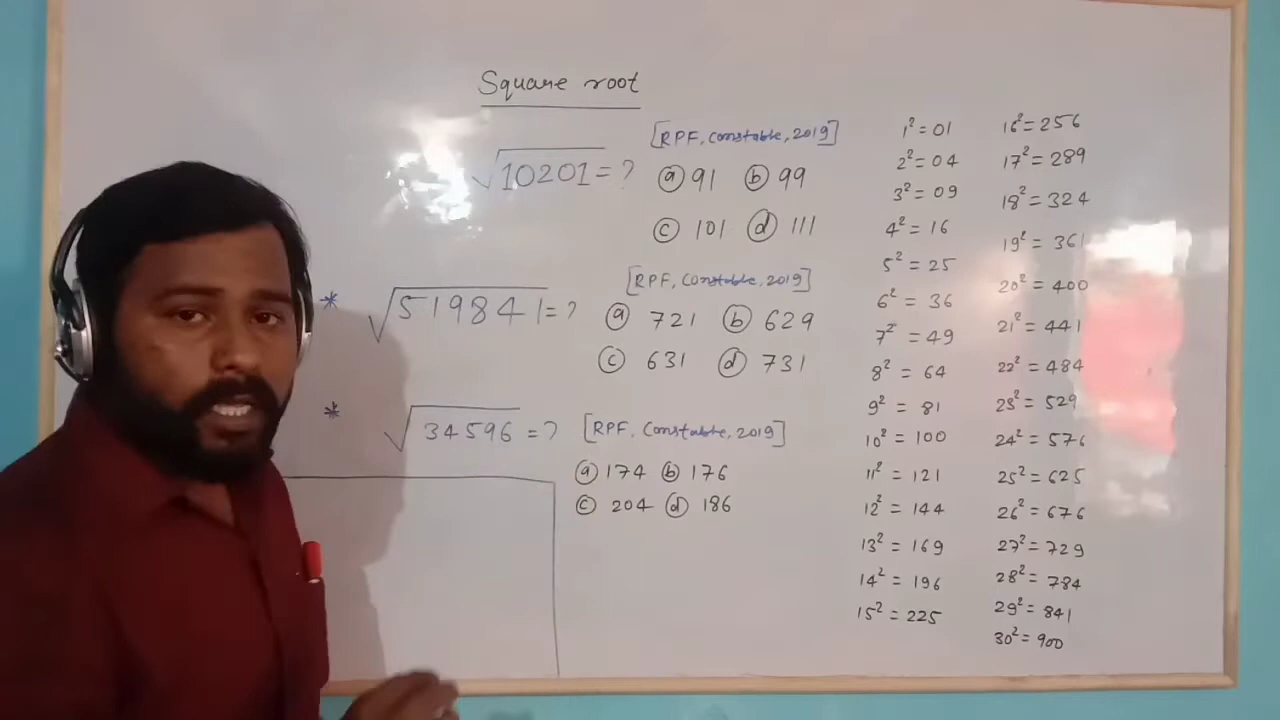 Square root
√10201 = ? [RPF, Constable, 2019]
ⓐ 91 ⓑ 99
ⓒ 101 ⓓ 111
* √519841 = ? [RPF, Constable, 2019]
ⓐ 721 ⓑ 629
ⓒ 631 ⓓ 731
* √34596 = ? [RPF, Constable, 2019]
ⓐ 174 ⓑ 176
ⓒ 204 ⓓ 186
1² = 01
2² = 04
3² = 09
4² = 16
5² = 25
6² = 36
7² = 49
8² = 64
9² = 81
10² = 100
11² = 121
12² = 144
13² = 169
14² = 196
15² = 225
16² = 256
17² = 289
18² = 324
19² = 361
20² = 400
21² = 441
22² = 484
23² = 529
24² = 576
25² = 625
26² = 676
27² = 729
28² = 784
29² = 841
30² = 900